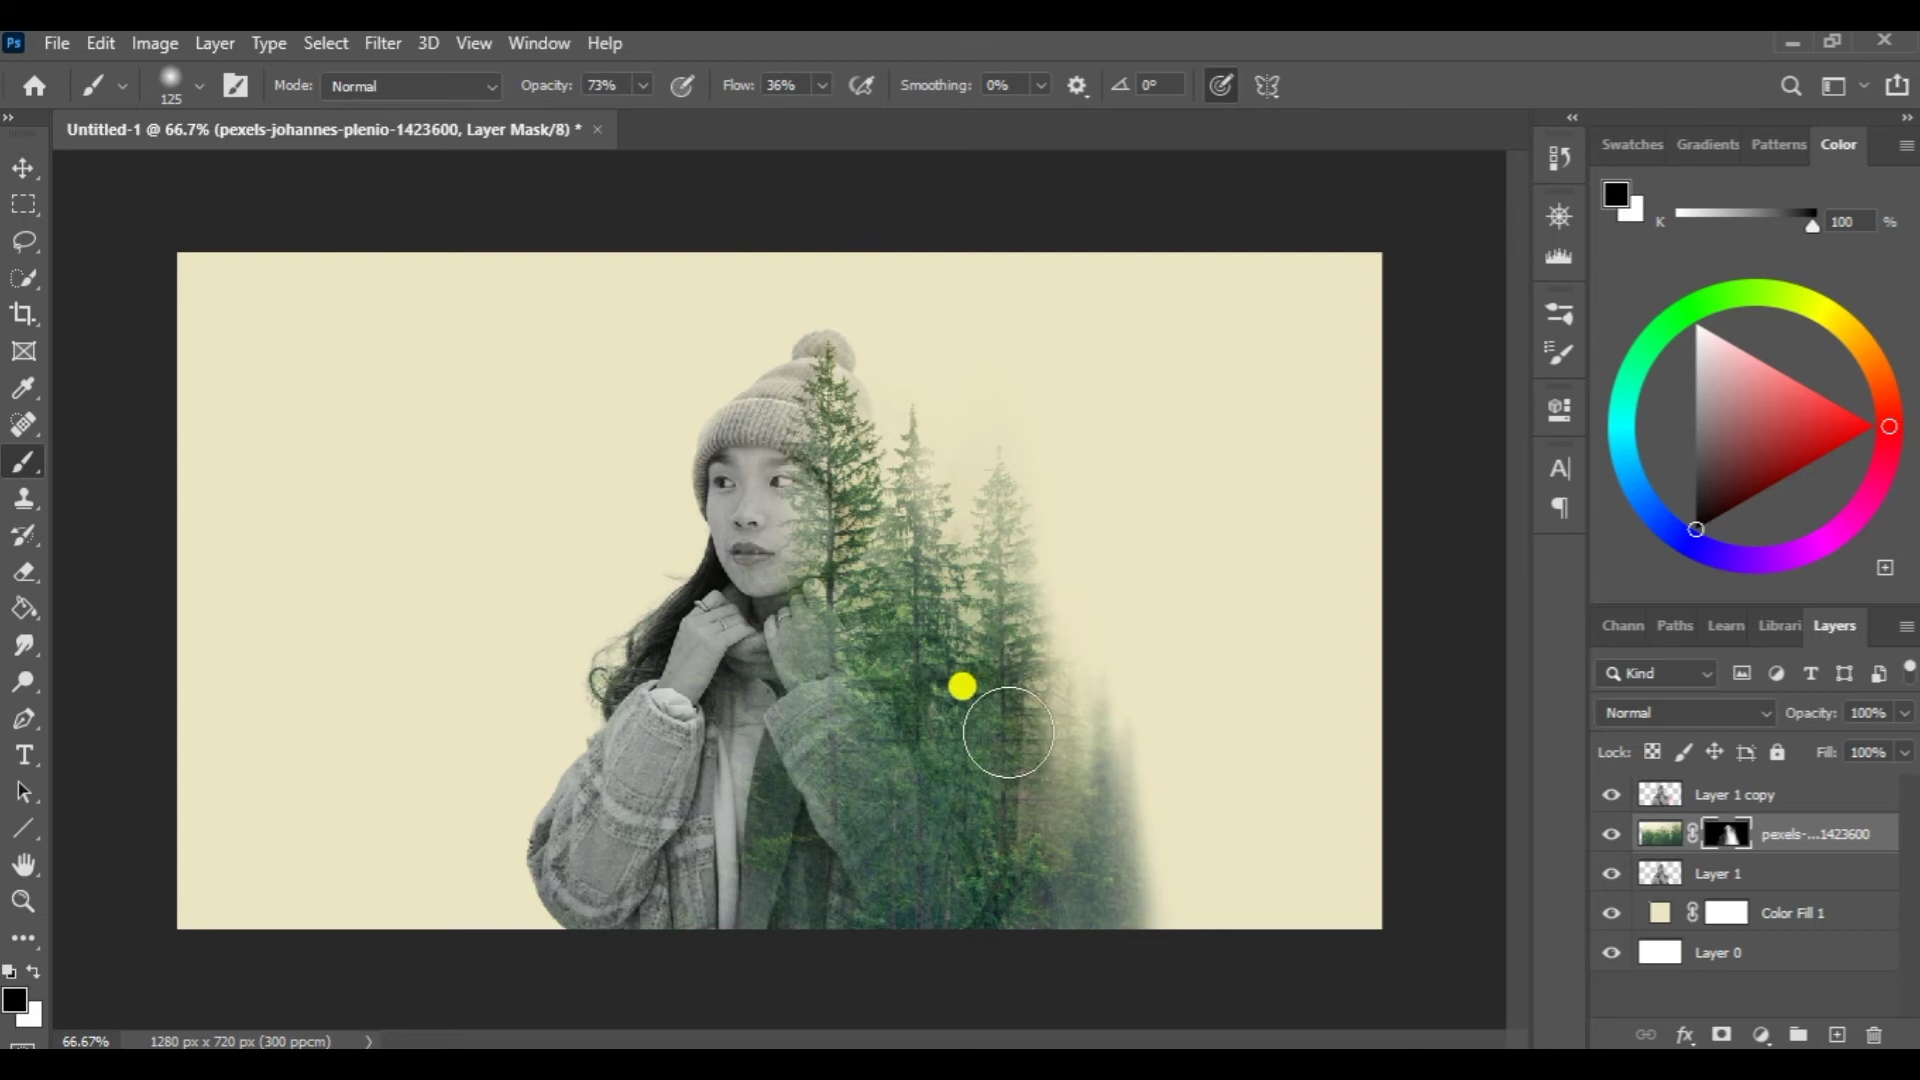 Ps File Edit Image Layer Type Select Filter 3D View Window Help
125 Mode: Normal Opacity: 73% Flow: 36% Smoothing: 0% 0°
Untitled-1 @ 66.7% (pexels-johannes-plenio-1423600, Layer Mask/8) * ×
Swatches Gradients Patterns Color
K 100 %
Chann Paths Learn Librari Layers
Kind
Normal Opacity: 100%
Lock: Fill: 100%
Layer 1 copy
pexels-...1423600
Layer 1
Color Fill 1
Layer 0
66.67% 1280 px x 720 px (300 ppcm)